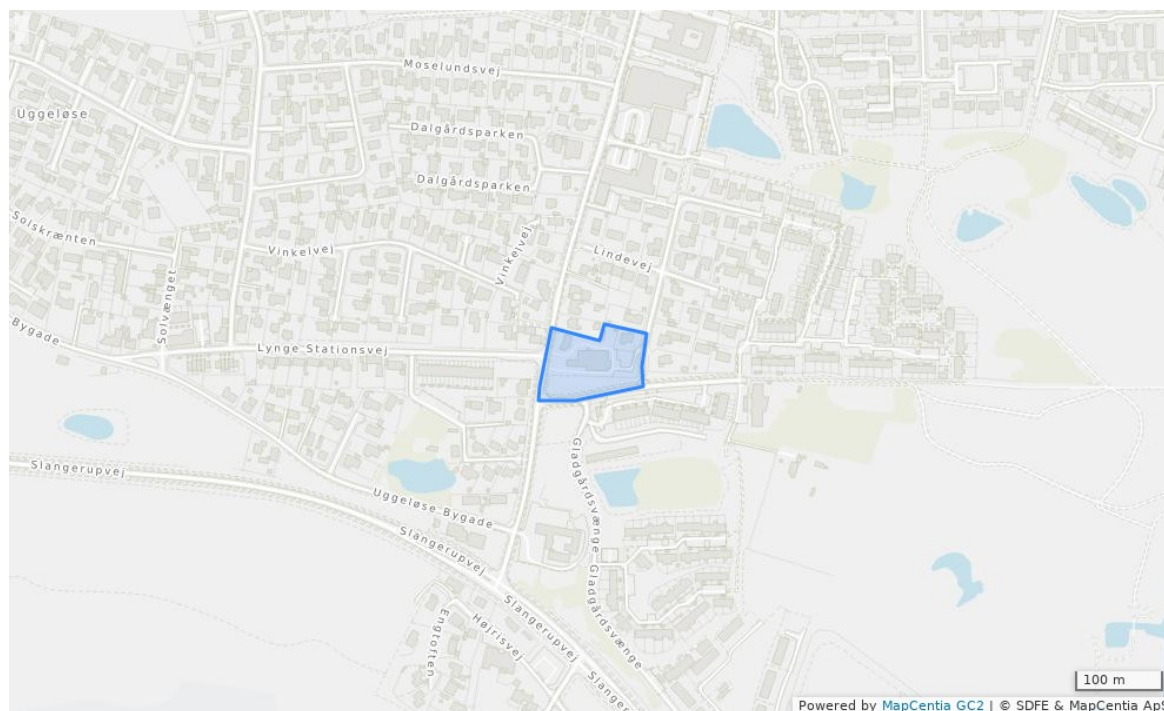 Moselundsvej
Uggeløse
Dalgårdsparken
Dalgårdsparken
Solskrænten
Vinkelvej
Vinkelvej
Lindevej
Solvænget
Bygade
Lynge Stationsvej
Slangerupvej
Uggeløse Bygade
Gladgårdsvænge
Slangerupvej
Gladgårdsvænge
Engtoften
Højrisvej
Slangerupvej
Slanger
100 m
Powered by MapCentia GC2 | © SDFE & MapCentia ApS